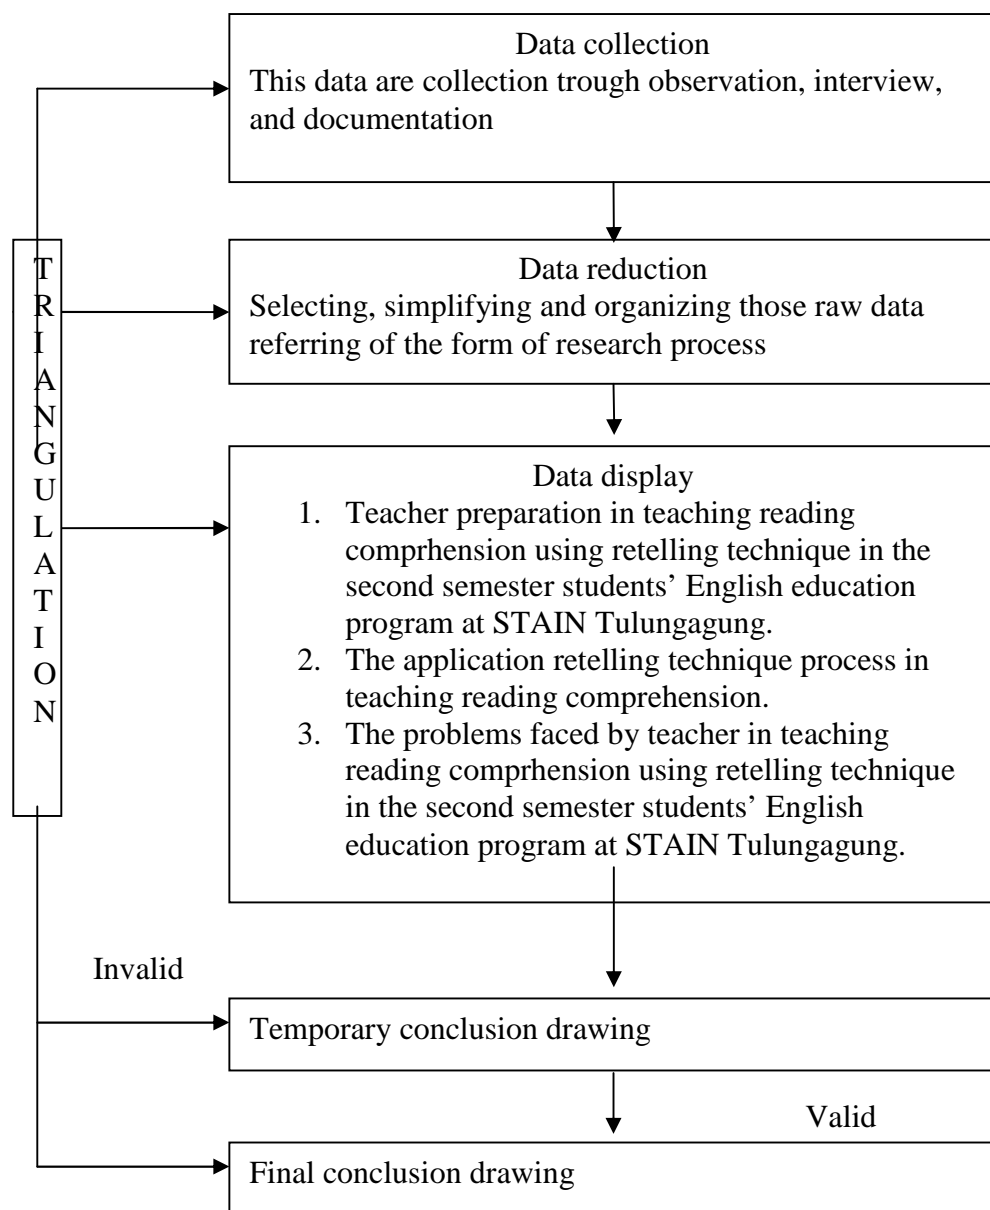 Data collection
This data are collection trough observation, interview,
and documentation
T
R
I
A
N
G
U
L
A
T
I
O
N
Data reduction
Selecting, simplifying and organizing those raw data
referring of the form of research process
Data display
1. Teacher preparation in teaching reading
comprhension using retelling technique in the
second semester students’ English education
program at STAIN Tulungagung.
2. The application retelling technique process in
teaching reading comprehension.
3. The problems faced by teacher in teaching
reading comprhension using retelling technique
in the second semester students’ English
education program at STAIN Tulungagung.
Invalid
Temporary conclusion drawing
Valid
Final conclusion drawing